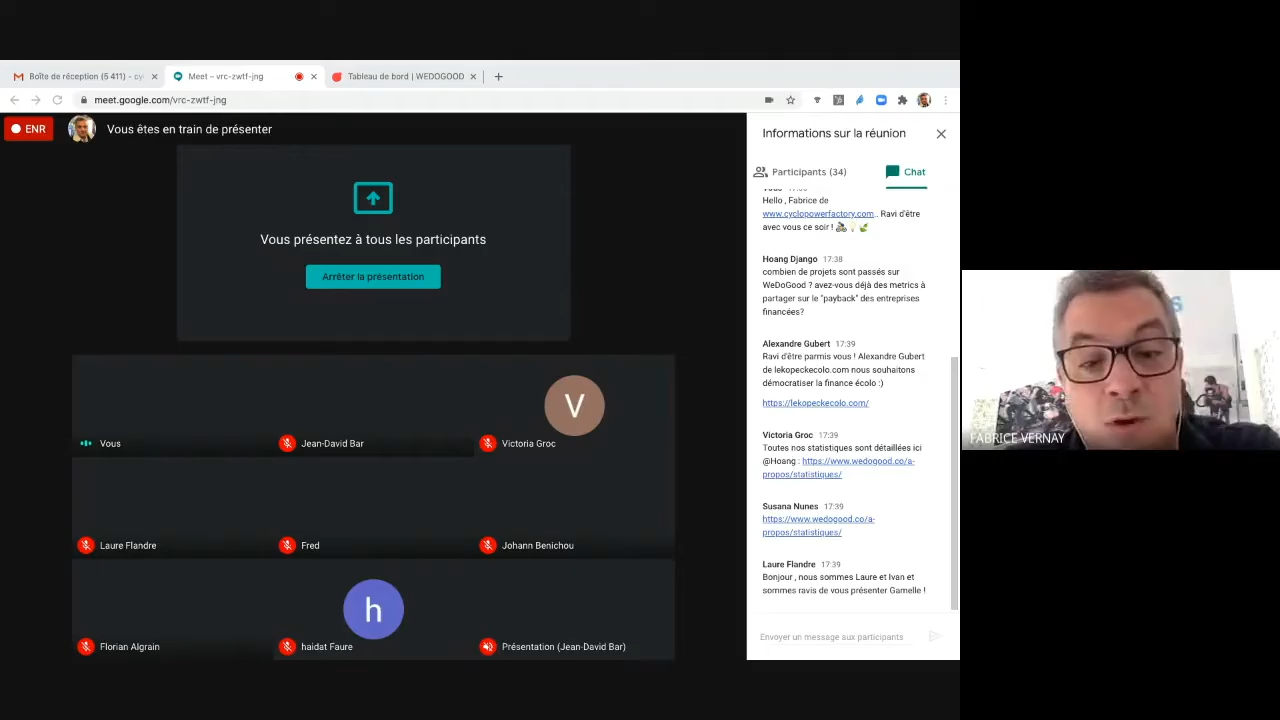 Boîte de réception (5 411) - cy
Meet – vrc-zwtf-jng
Tableau de bord | WEDOGOOD
meet.google.com/vrc-zwtf-jng
ENR
Vous êtes en train de présenter
Vous présentez à tous les participants
Arrêter la présentation
Vous
Jean-David Bar
V
Victoria Groc
Laure Flandre
Fred
Johann Benichou
Florian Algrain
h
haidat Faure
Présentation (Jean-David Bar)
Informations sur la réunion
Participants (34)
Chat
Hello , Fabrice de
www.cyclopowerfactory.com.. Ravi d'être
avec vous ce soir !
Hoang Django 17:38
combien de projets sont passés sur
WeDoGood ? avez-vous déjà des metrics à
partager sur le "payback" des entreprises
financées?
Alexandre Gubert 17:39
Ravi d'être parmis vous ! Alexandre Gubert
de lekopeckecolo.com nous souhaitons
démocratiser la finance écolo :)
https://lekopeckecolo.com/
Victoria Groc 17:39
Toutes nos statistiques sont détaillées ici
@Hoang : https://www.wedogood.co/a-
propos/statistiques/
Susana Nunes 17:39
https://www.wedogood.co/a-
propos/statistiques/
Laure Flandre 17:39
Bonjour , nous sommes Laure et Ivan et
sommes ravis de vous présenter Gamelle !
Envoyer un message aux participants
FABRICE VERNAY